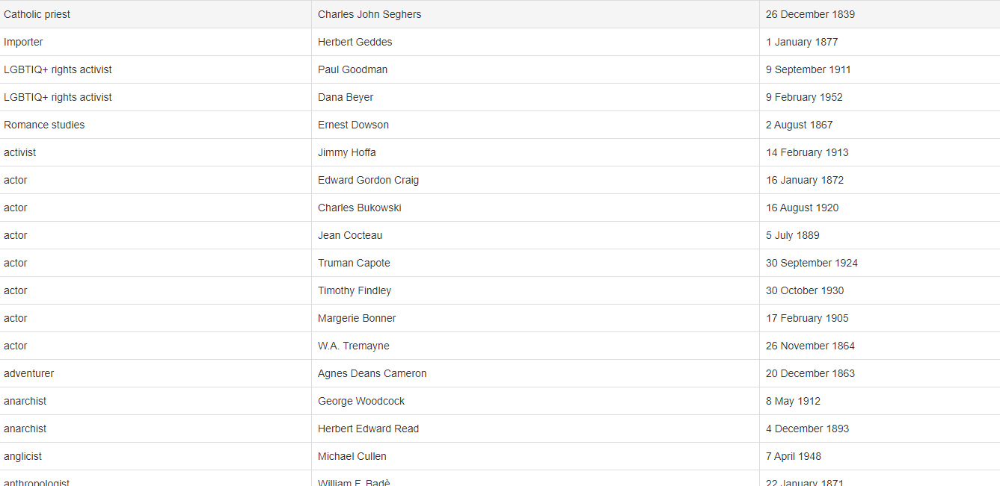 Catholic priest Charles John Seghers 26 December 1839
Importer Herbert Geddes 1 January 1877
LGBTIQ+ rights activist Paul Goodman 9 September 1911
LGBTIQ+ rights activist Dana Beyer 9 February 1952
Romance studies Ernest Dowson 2 August 1867
activist Jimmy Hoffa 14 February 1913
actor Edward Gordon Craig 16 January 1872
actor Charles Bukowski 16 August 1920
actor Jean Cocteau 5 July 1889
actor Truman Capote 30 September 1924
actor Timothy Findley 30 October 1930
actor Margerie Bonner 17 February 1905
actor W.A. Tremayne 26 November 1864
adventurer Agnes Deans Cameron 20 December 1863
anarchist George Woodcock 8 May 1912
anarchist Herbert Edward Read 4 December 1893
anglicist Michael Cullen 7 April 1948
anthropologist William F. Badè 22 January 1871